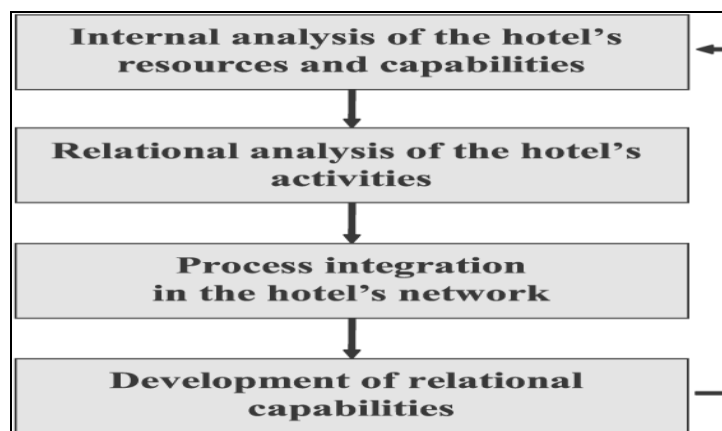 Internal analysis of the hotel’s
resources and capabilities
Relational analysis of the hotel’s
activities
Process integration
in the hotel’s network
Development of relational
capabilities